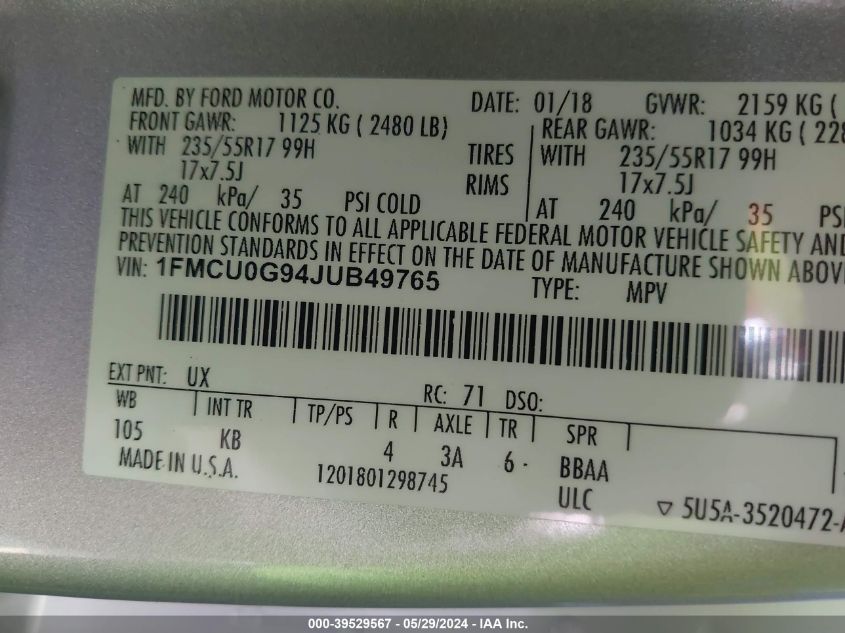 MFD. BY FORD MOTOR CO. DATE: 01/18 GVWR: 2159 KG (
FRONT GAWR: 1125 KG ( 2480 LB) REAR GAWR: 1034 KG (
WITH 235/55R17 99H TIRES WITH 235/55R17 99H
17x7.5J RIMS 17x7.5J
AT 240 kPa/ 35 PSI COLD AT 240 kPa/ 35
THIS VEHICLE CONFORMS TO ALL APPLICABLE FEDERAL MOTOR VEHICLE SAFETY AND
PREVENTION STANDARDS IN EFFECT ON THE DATE OF MANUFACTURE SHOWN
VIN: 1FMCU0G94JUB49765 TYPE: MPV
EXT PNT: UX RC: 71 DSO:
WB INT TR TP/PS R AXLE TR SPR
105 KB 4 3A 6 BBAA
MADE IN U.S.A. 1201801298745 ULC
▽ 5U5A-3520472-
000-39529567 - 05/29/2024 - IAA Inc.